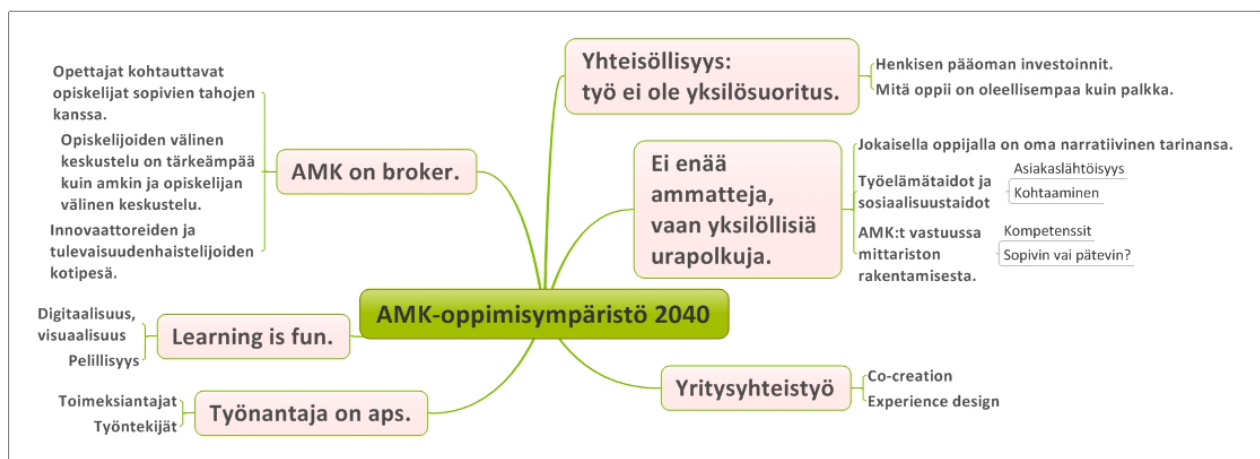 AMK-oppimisympäristö 2040
Yhteisöllisyys:
työ ei ole yksilösuoritus.
Henkisen pääoman investoinnit.
Mitä oppii on oleellisempaa kuin palkka.
Ei enää
ammatteja,
vaan yksilöllisiä
urapolkuja.
Jokaisella oppijalla on oma narratiivinen tarinansa.
Työelämätaidot ja
sosiaalisuustaidot
Asiakaslähtöisyys
Kohtaaminen
AMK:t vastuussa
mittariston
rakentamisesta.
Kompetenssit
Sopivin vai pätevin?
Yritysyhteistyö
Co-creation
Experience design
AMK on broker.
Opettajat kohtauttavat
opiskelijat sopivien tahojen
kanssa.
Opiskelijoiden välinen
keskustelu on tärkeämpää
kuin amkin ja opiskelijan
välinen keskustelu.
Innovaattoreiden ja
tulevaisuudenhaistelijoiden
kotipesä.
Learning is fun.
Digitaalisuus,
visuaalisuus
Pelillisyys
Työnantaja on aps.
Toimeksiantajat
Työntekijät